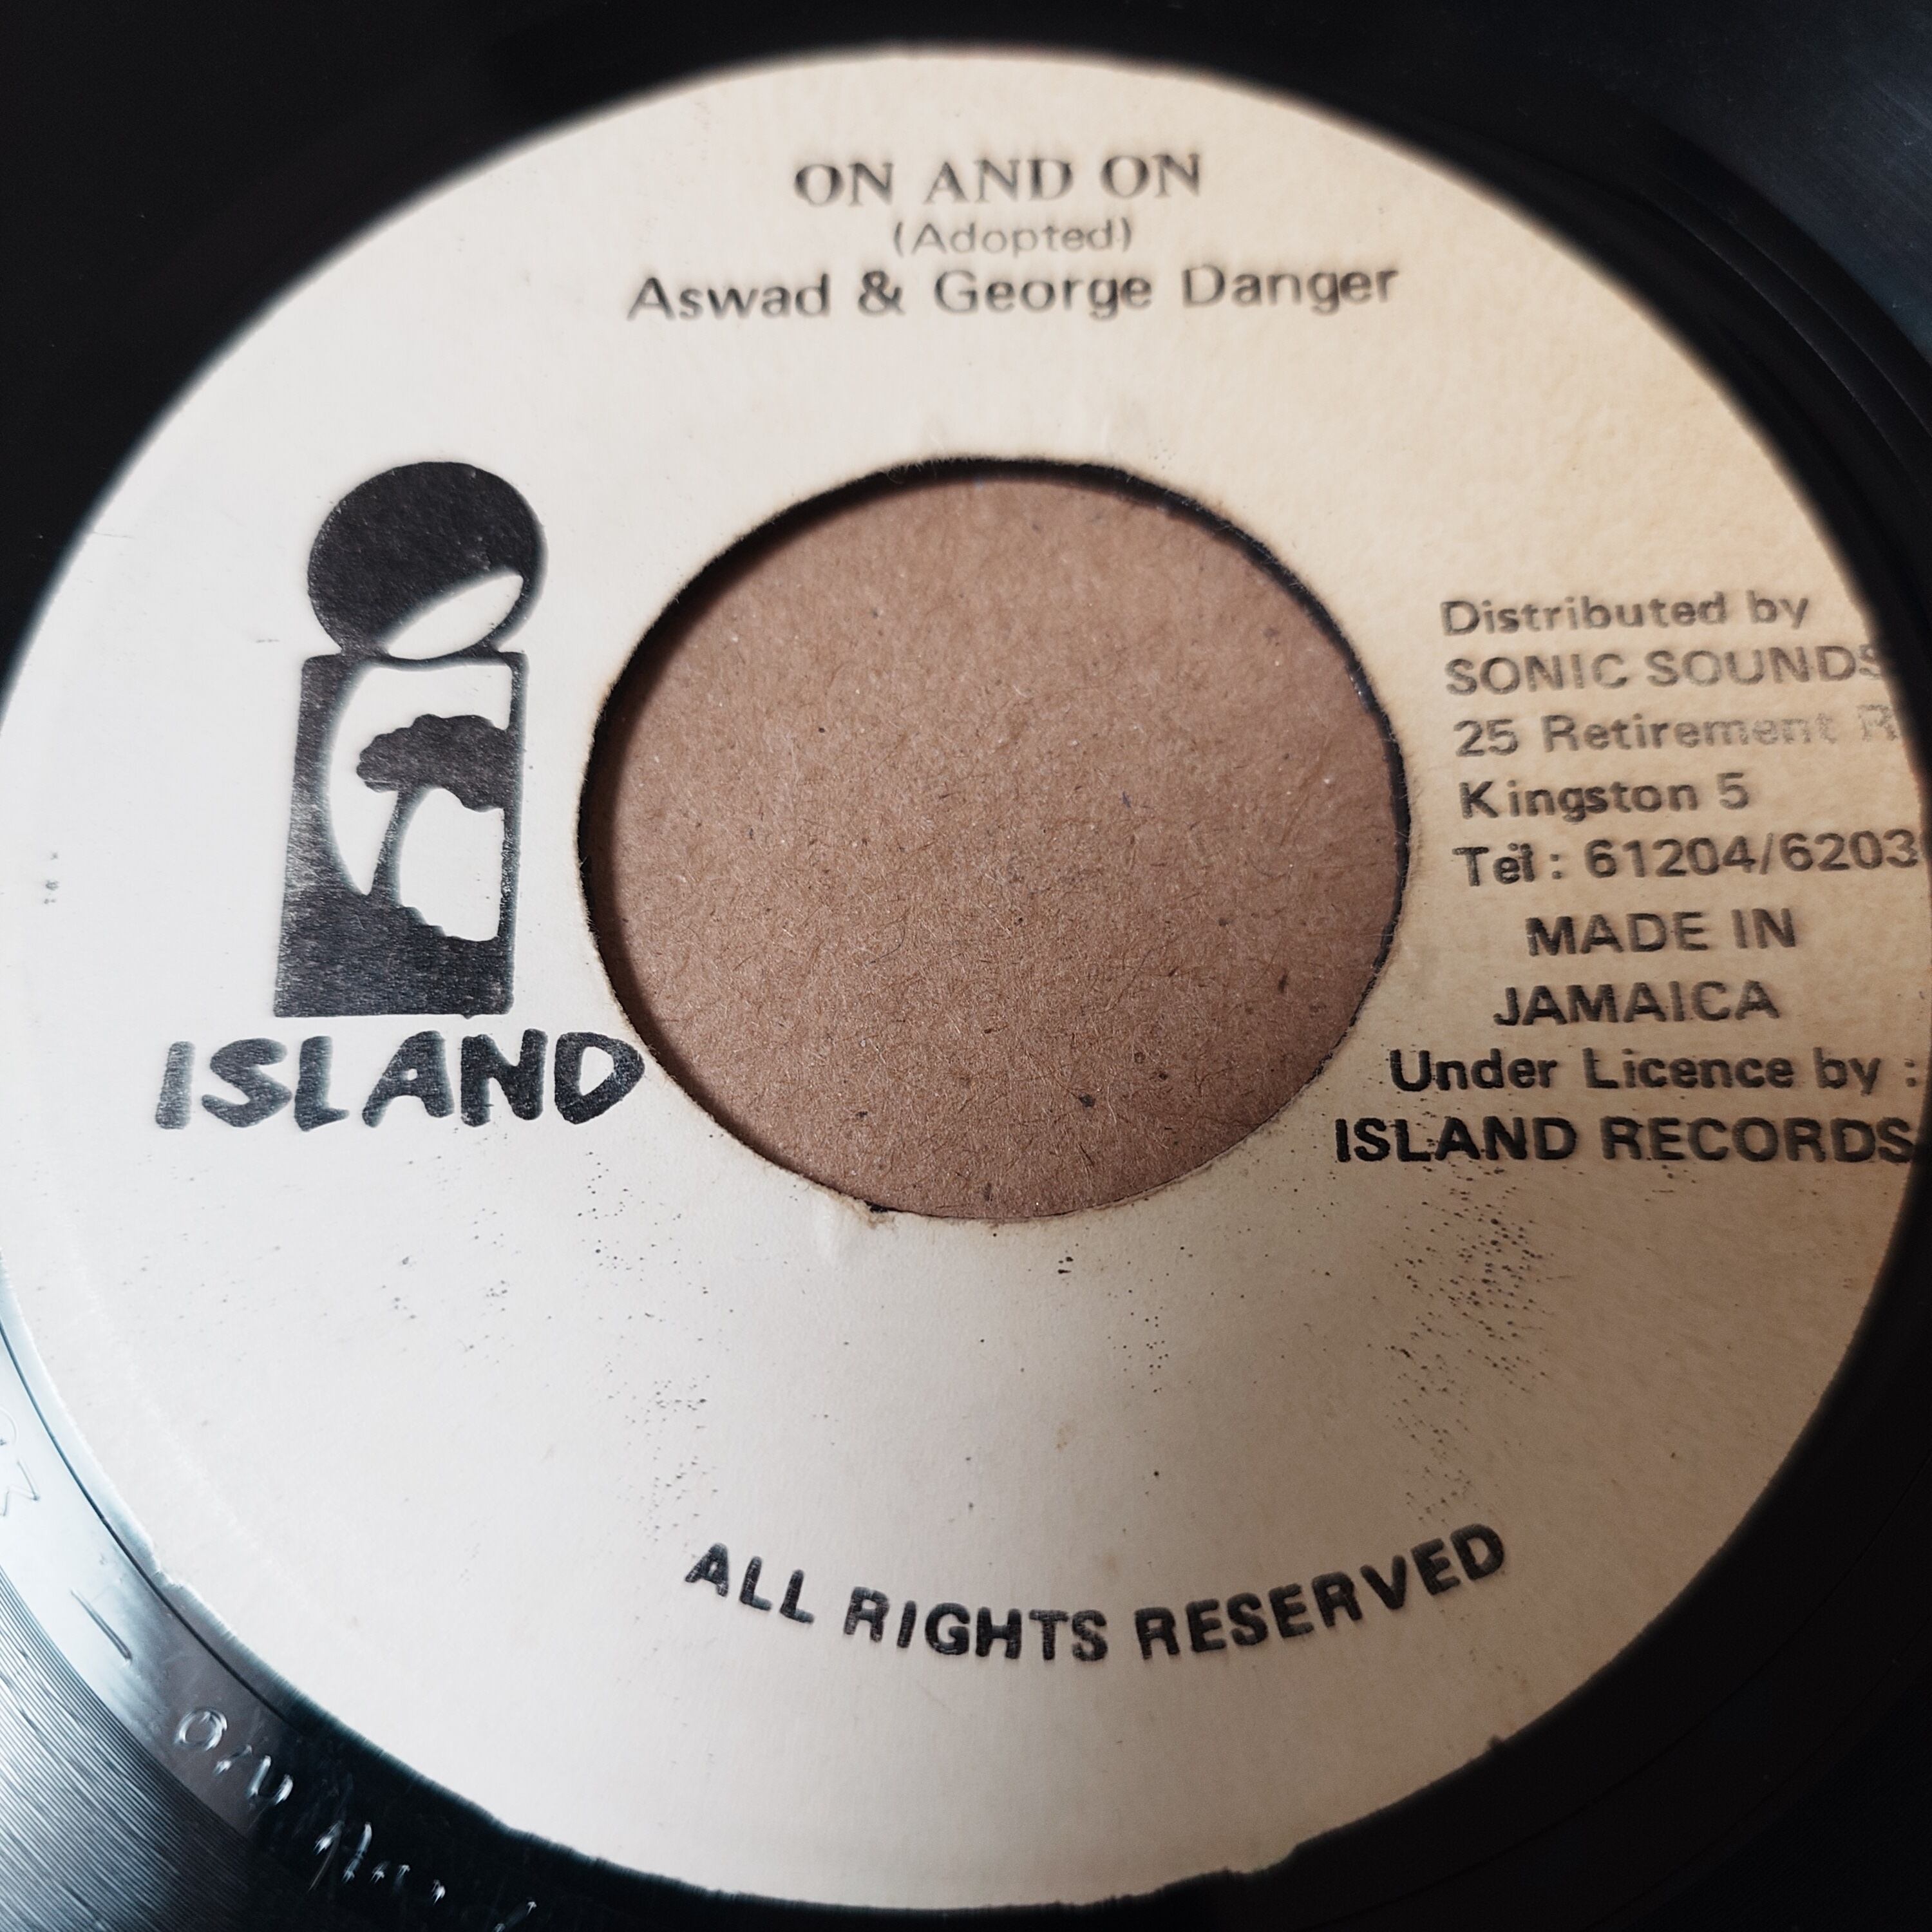 ON AND ON
(Adopted)
Aswad & George Danger
ISLAND
Distributed by
SONIC SOUNDS
25 Retirement
Kingston 5
Tel: 61204/6203
MADE IN
JAMAICA
Under Licence by :
ISLAND RECORDS
ALL RIGHTS RESERVED